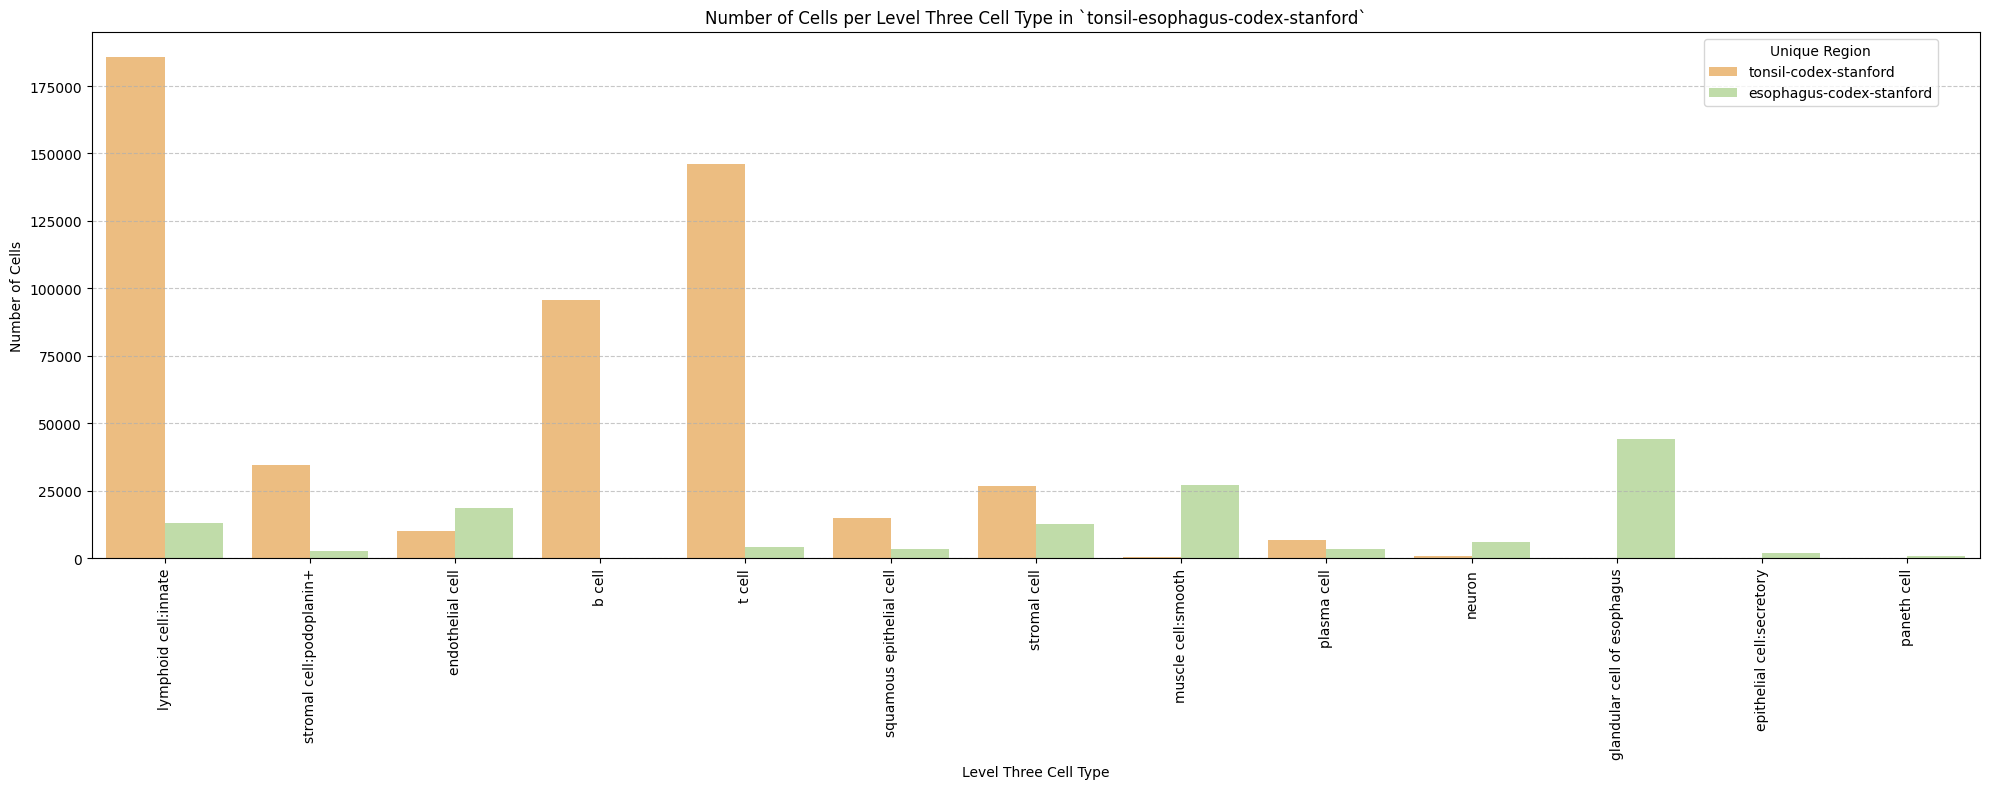 Number of Cells per Level Three Cell Type in `tonsil-esophagus-codex-stanford`
Unique Region
tonsil-codex-stanford
esophagus-codex-stanford
Number of Cells
175000
150000
125000
100000
75000
50000
25000
0
lymphoid cell:innate
stromal cell:podoplanin+
endothelial cell
b cell
t cell
squamous epithelial cell
stromal cell
muscle cell:smooth
plasma cell
neuron
glandular cell of esophagus
epithelial cell:secretory
paneth cell
Level Three Cell Type